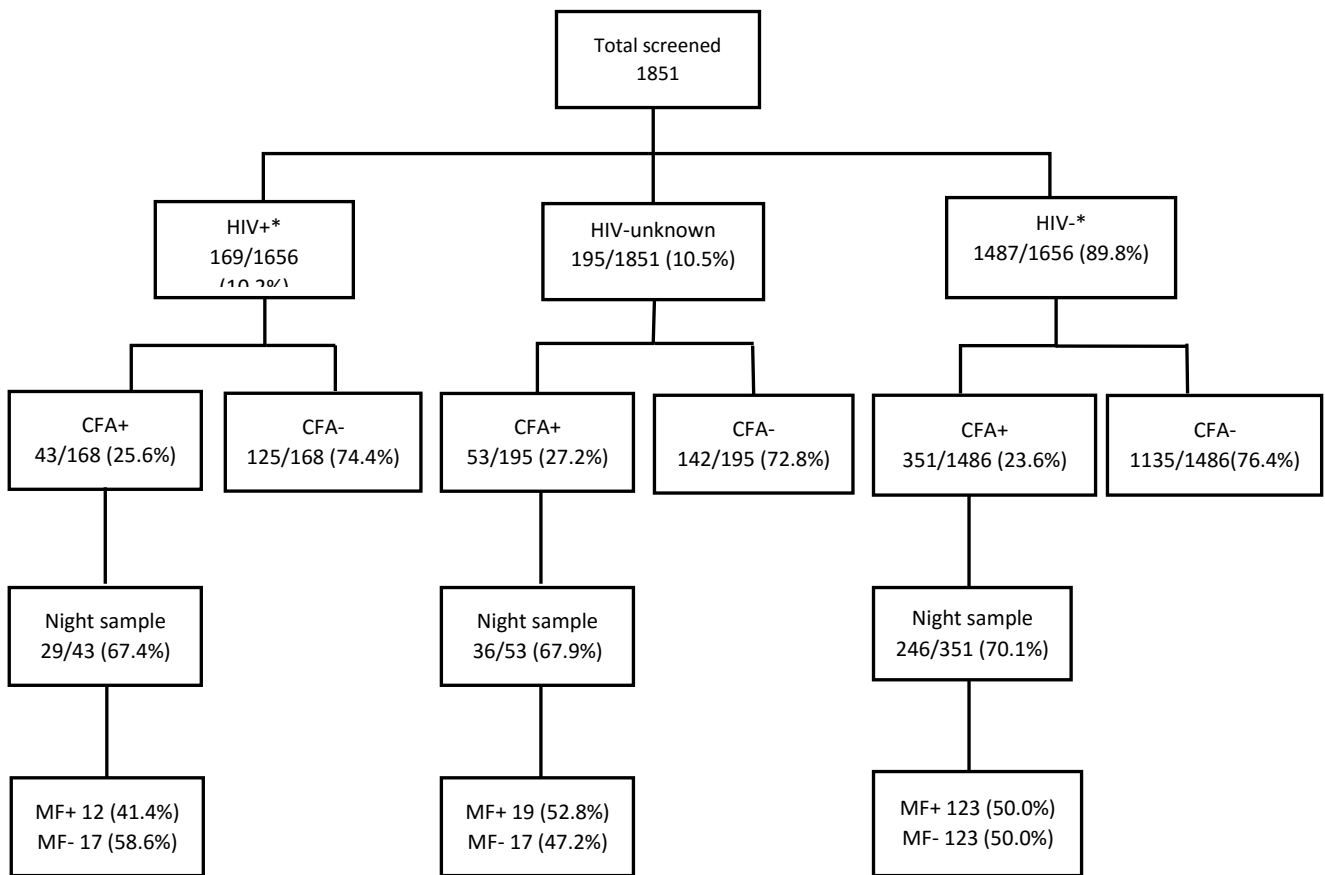 Total screened
1851
HIV+*
169/1656
(10.2%)
HIV-unknown
195/1851 (10.5%)
HIV-*
1487/1656 (89.8%)
CFA+
43/168 (25.6%)
CFA-
125/168 (74.4%)
CFA+
53/195 (27.2%)
CFA-
142/195 (72.8%)
CFA+
351/1486 (23.6%)
CFA-
1135/1486(76.4%)
Night sample
29/43 (67.4%)
Night sample
36/53 (67.9%)
Night sample
246/351 (70.1%)
MF+ 12 (41.4%)
MF- 17 (58.6%)
MF+ 19 (52.8%)
MF- 17 (47.2%)
MF+ 123 (50.0%)
MF- 123 (50.0%)